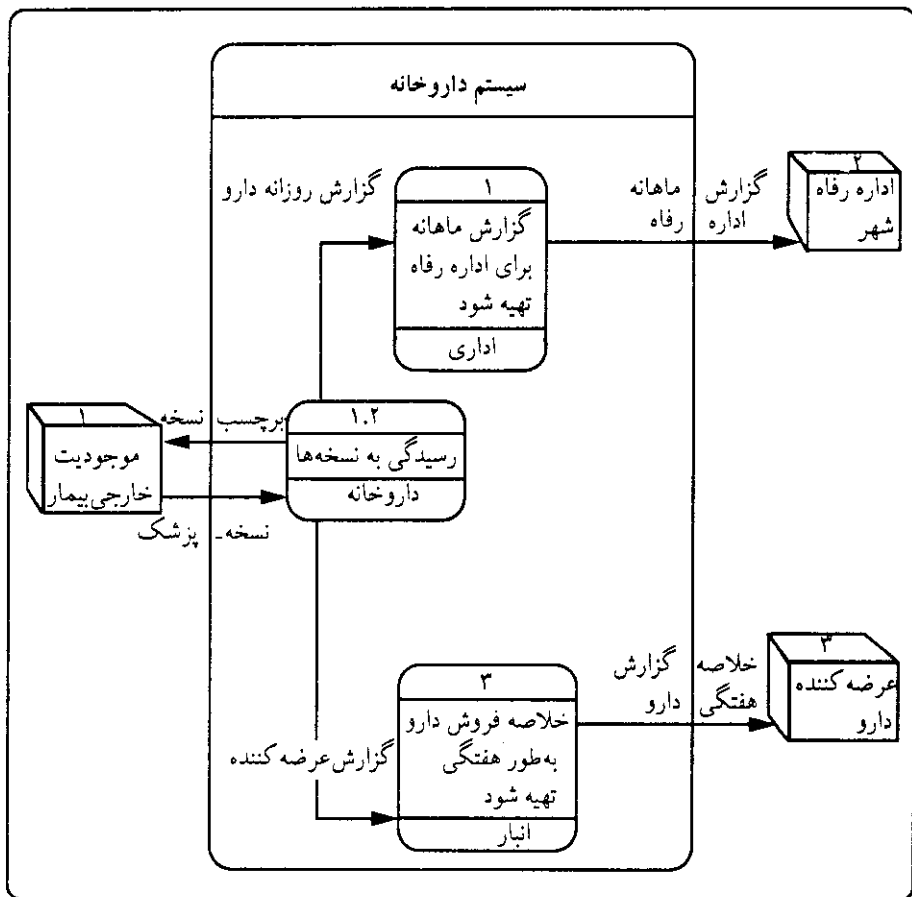 سیستم داروخانه
گزارش روزانه دارو
۱
گزارش ماهانه
برای اداره رفاه
تهیه شود
اداری
گزارش ماهانه
اداره رفاه
۲
اداره رفاه
شهر
۱
موجودیت
خارجی‌بیمار
برچسب نسخه
نسخه- پزشک
۱.۲
رسیدگی به نسخه‌ها
داروخانه
گزارش‌عرضه‌کننده
۳
خلاصه فروش دارو
به‌طور هفتگی
تهیه شود
انبار
خلاصه گزارش
هفتگی دارو
۳
عرضه‌کننده
دارو